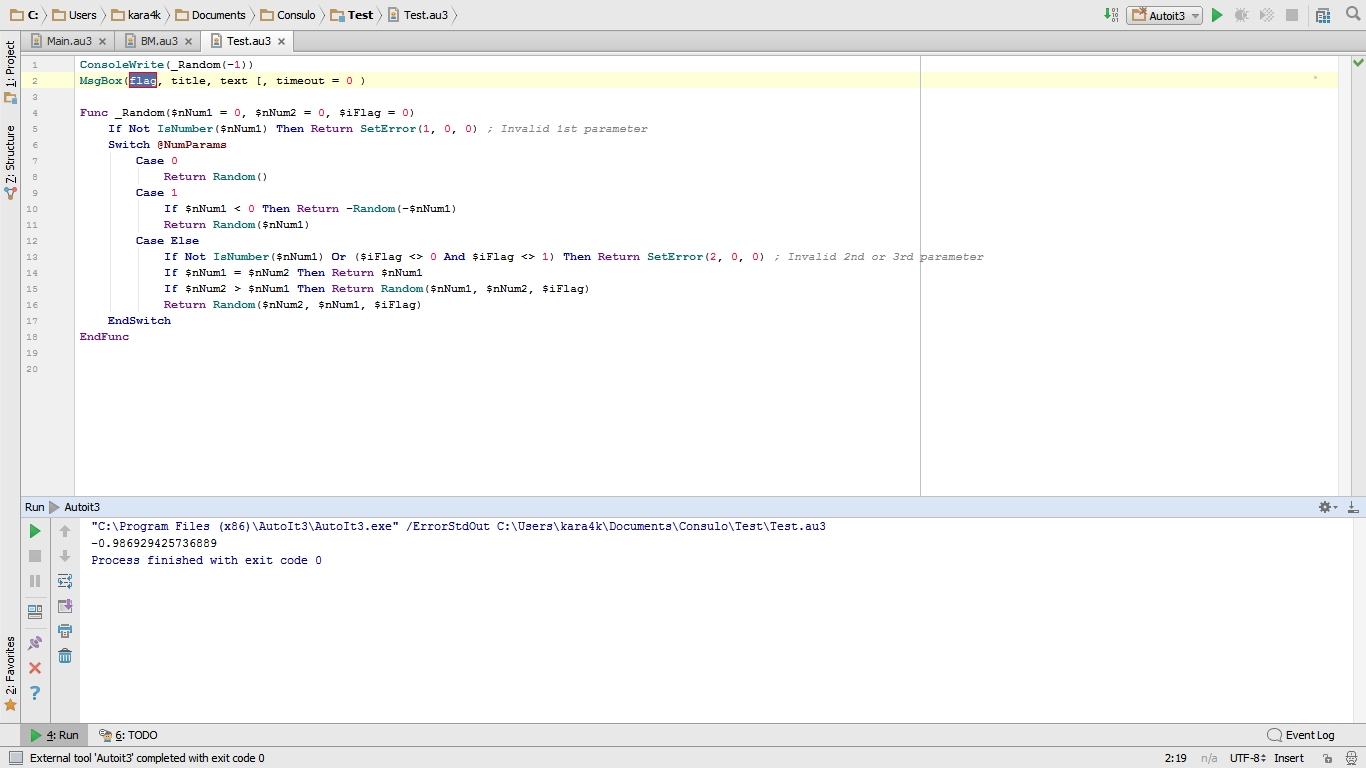 C: Users kara4k Documents Consulo Test Test.au3 Autoit3
Main.au3 BM.au3 Test.au3
1: Project
Z: Structure
2: Favorites
1 ConsoleWrite(_Random(-1))
2 MsgBox(flag, title, text [, timeout = 0 )
3
4 Func _Random($nNum1 = 0, $nNum2 = 0, $iFlag = 0)
5 If Not IsNumber($nNum1) Then Return SetError(1, 0, 0) ; Invalid 1st parameter
6 Switch @NumParams
7 Case 0
8 Return Random()
9 Case 1
10 If $nNum1 < 0 Then Return -Random(-$nNum1)
11 Return Random($nNum1)
12 Case Else
13 If Not IsNumber($nNum1) Or ($iFlag <> 0 And $iFlag <> 1) Then Return SetError(2, 0, 0) ; Invalid 2nd or 3rd parameter
14 If $nNum1 = $nNum2 Then Return $nNum1
15 If $nNum2 > $nNum1 Then Return Random($nNum1, $nNum2, $iFlag)
16 Return Random($nNum2, $nNum1, $iFlag)
17 EndSwitch
18 EndFunc
19
20
Run Autoit3
"C:\Program Files (x86)\AutoIt3\AutoIt3.exe" /ErrorStdOut C:\Users\kara4k\Documents\Consulo\Test\Test.au3
-0.986929425736889
Process finished with exit code 0
4: Run 6: TODO Event Log
External tool 'Autoit3' completed with exit code 0 2:19 n/a UTF-8 Insert